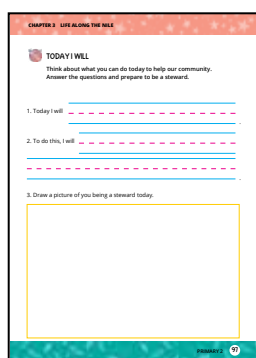 CHAPTER 3 LIFE ALONG THE NILE
TODAY I WILL
Think about what you can do today to help our community.
Answer the questions and prepare to be a steward.
1. Today I will
.
2. To do this, I will
.
3. Draw a picture of you being a steward today.
PRIMARY 2 97